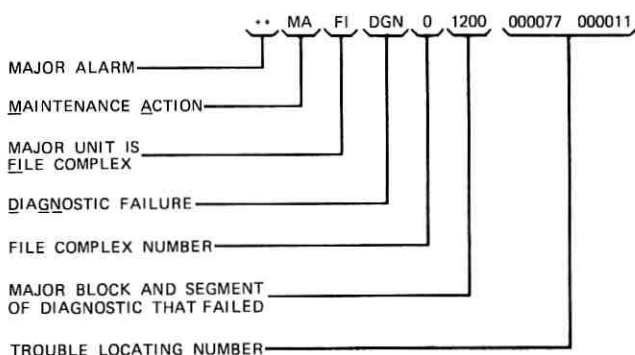 ** MA FI DGN 0 1200 000077 000011
MAJOR ALARM
MAINTENANCE ACTION
MAJOR UNIT IS
FILE COMPLEX
DIAGNOSTIC FAILURE
FILE COMPLEX NUMBER
MAJOR BLOCK AND SEGMENT
OF DIAGNOSTIC THAT FAILED
TROUBLE LOCATING NUMBER